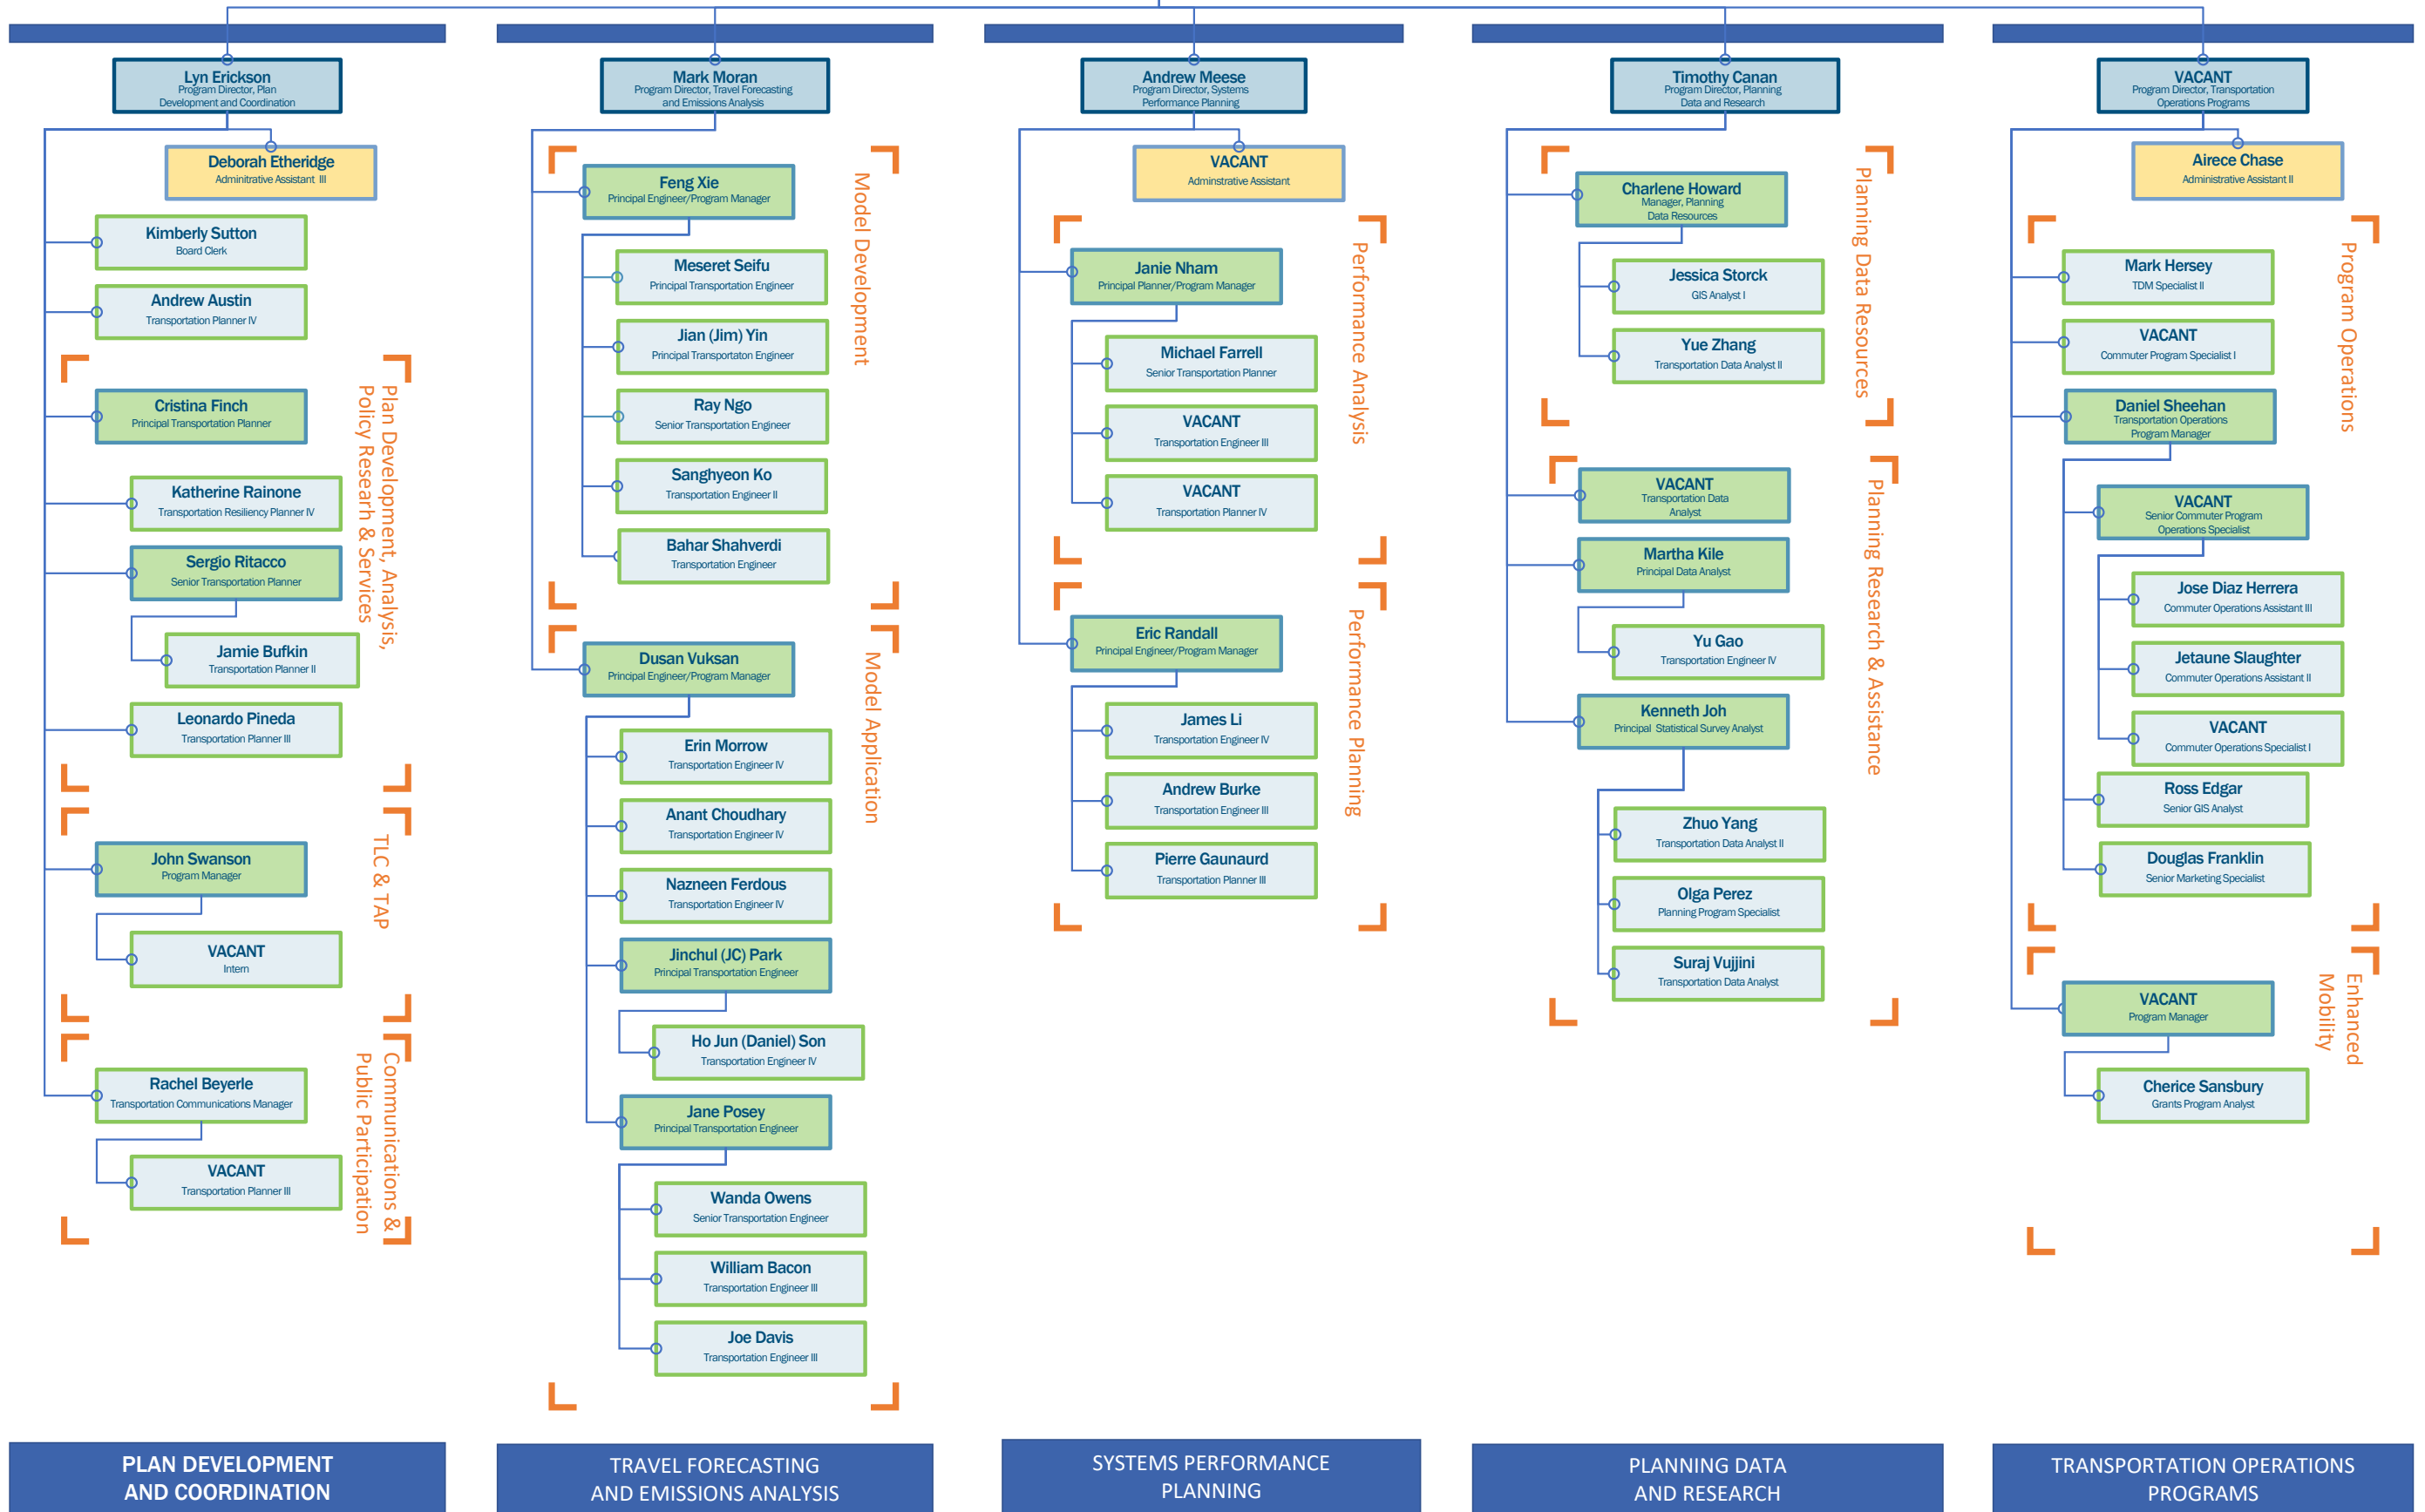 Lyn Erickson
Program Director, Plan
Development and Coordination
Deborah Etheridge
Adminitrative Assistant III
Kimberly Sutton
Board Clerk
Andrew Austin
Transportation Planner IV
Plan Development, Analysis,
Policy Researh & Services
Cristina Finch
Principal Transportation Planner
Katherine Rainone
Transportation Resiliency Planner IV
Sergio Ritacco
Senior Transportation Planner
Jamie Bufkin
Transportation Planner II
Leonardo Pineda
Transportation Planner III
TLC & TAP
John Swanson
Program Manager
VACANT
Intern
Communications &
Public Participation
Rachel Beyerle
Transportation Communications Manager
VACANT
Transportation Planner III
PLAN DEVELOPMENT
AND COORDINATION
Mark Moran
Program Director, Travel Forecasting
and Emissions Analysis
Model Development
Feng Xie
Principal Engineer/Program Manager
Meseret Seifu
Principal Transportation Engineer
Jian (Jim) Yin
Principal Transportaton Engineer
Ray Ngo
Senior Transportation Engineer
Sanghyeon Ko
Transportation Engineer II
Bahar Shahverdi
Transportation Engineer
Model Application
Dusan Vuksan
Principal Engineer/Program Manager
Erin Morrow
Transportation Engineer IV
Anant Choudhary
Transportation Engineer IV
Nazneen Ferdous
Transportation Engineer IV
Jinchul (JC) Park
Principal Transportation Engineer
Ho Jun (Daniel) Son
Transportation Engineer IV
Jane Posey
Principal Transportation Engineer
Wanda Owens
Senior Transportation Engineer
William Bacon
Transportation Engineer III
Joe Davis
Transportation Engineer III
TRAVEL FORECASTING
AND EMISSIONS ANALYSIS
Andrew Meese
Program Director, Systems
Performance Planning
VACANT
Adminstrative Assistant
Performance Analysis
Janie Nham
Principal Planner/Program Manager
Michael Farrell
Senior Transportation Planner
VACANT
Transportation Engineer III
VACANT
Transportation Planner IV
Performance Planning
Eric Randall
Principal Engineer/Program Manager
James Li
Transportation Engineer IV
Andrew Burke
Transportation Engineer III
Pierre Gaunaurd
Transportation Planner III
SYSTEMS PERFORMANCE
PLANNING
Timothy Canan
Program Director, Planning
Data and Research
Planning Data Resources
Charlene Howard
Manager, Planning
Data Resources
Jessica Storck
GIS Analyst I
Yue Zhang
Transportation Data Analyst II
Planning Research & Assistance
VACANT
Transportation Data
Analyst
Martha Kile
Principal Data Analyst
Yu Gao
Transportation Engineer IV
Kenneth Joh
Principal Statistical Survey Analyst
Zhuo Yang
Transportation Data Analyst II
Olga Perez
Planning Program Specialist
Suraj Vujjini
Transportation Data Analyst
PLANNING DATA
AND RESEARCH
VACANT
Program Director, Transportation
Operations Programs
Airece Chase
Administrative Assistant II
Program Operations
Mark Hersey
TDM Specialist II
VACANT
Commuter Program Specialist I
Daniel Sheehan
Transportation Operations
Program Manager
VACANT
Senior Commuter Program
Operations Specialist
Jose Diaz Herrera
Commuter Operations Assistant III
Jetaune Slaughter
Commuter Operations Assistant II
VACANT
Commuter Operations Specialist I
Ross Edgar
Senior GIS Analyst
Douglas Franklin
Senior Marketing Specialist
Enhanced
Mobility
VACANT
Program Manager
Cherice Sansbury
Grants Program Analyst
TRANSPORTATION OPERATIONS
PROGRAMS